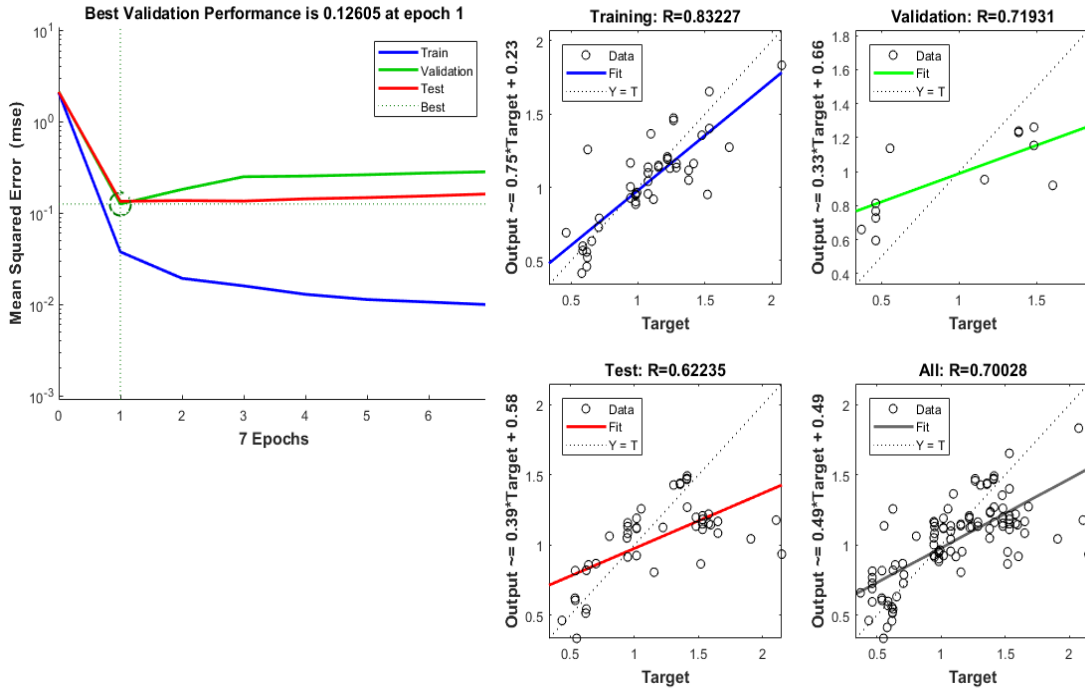 Best Validation Performance is 0.12605 at epoch 1
Mean Squared Error (mse)
10^1
10^0
10^-1
10^-2
10^-3
Train
Validation
Test
Best
0 1 2 3 4 5 6
7 Epochs
Training: R=0.83227
Output ~= 0.75*Target + 0.23
2
1.5
1
0.5
Data
Fit
Y = T
0.5 1 1.5 2
Target
Validation: R=0.71931
Output ~= 0.33*Target + 0.66
1.8
1.6
1.4
1.2
1
0.8
0.6
0.4
Data
Fit
Y = T
0.5 1 1.5
Target
Test: R=0.62235
Output ~= 0.39*Target + 0.58
2
1.5
1
0.5
Data
Fit
Y = T
0.5 1 1.5 2
Target
All: R=0.70028
Output ~= 0.49*Target + 0.49
2
1.5
1
0.5
Data
Fit
Y = T
0.5 1 1.5 2
Target